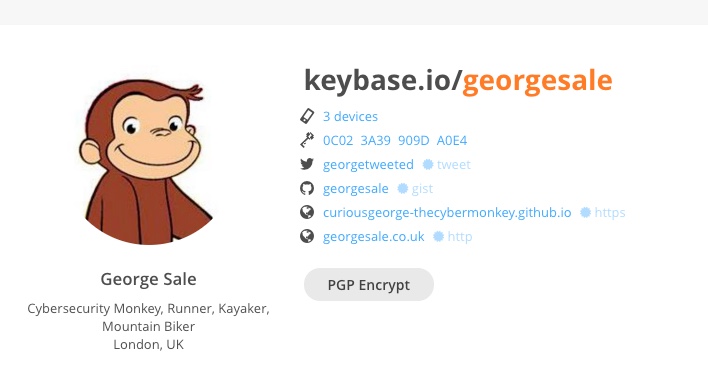 keybase.io/georgesale
3 devices
0C02 3A39 909D A0E4
georgetweeted tweet
georgesale gist
curiousgeorge-thecybermonkey.github.io https
georgesale.co.uk http
PGP Encrypt
George Sale
Cybersecurity Monkey, Runner, Kayaker,
Mountain Biker
London, UK